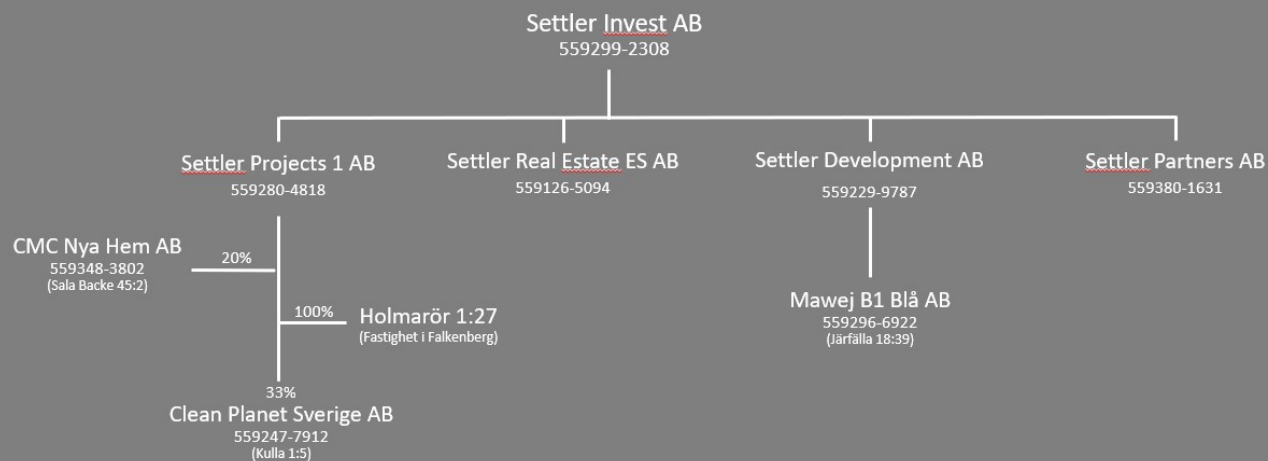 Settler Invest AB
559299-2308
Settler Projects 1 AB
559280-4818
Settler Real Estate ES AB
559126-5094
Settler Development AB
559229-9787
Settler Partners AB
559380-1631
CMC Nya Hem AB
559348-3802
(Sala Backe 45:2)
20%
100%
Holmarör 1:27
(Fastighet i Falkenberg)
33%
Clean Planet Sverige AB
559247-7912
(Kulla 1:5)
Mawej B1 Blå AB
559296-6922
(Järfälla 18:39)